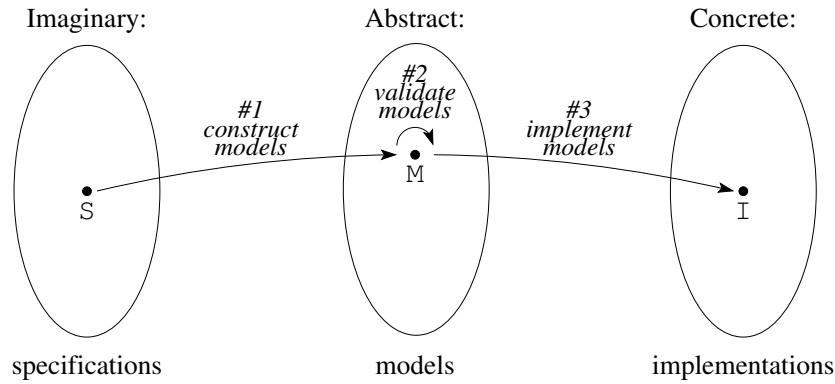 Imaginary:
Abstract:
Concrete:
#1
construct
models
#2
validate
models
#3
implement
models
S
M
I
specifications
models
implementations